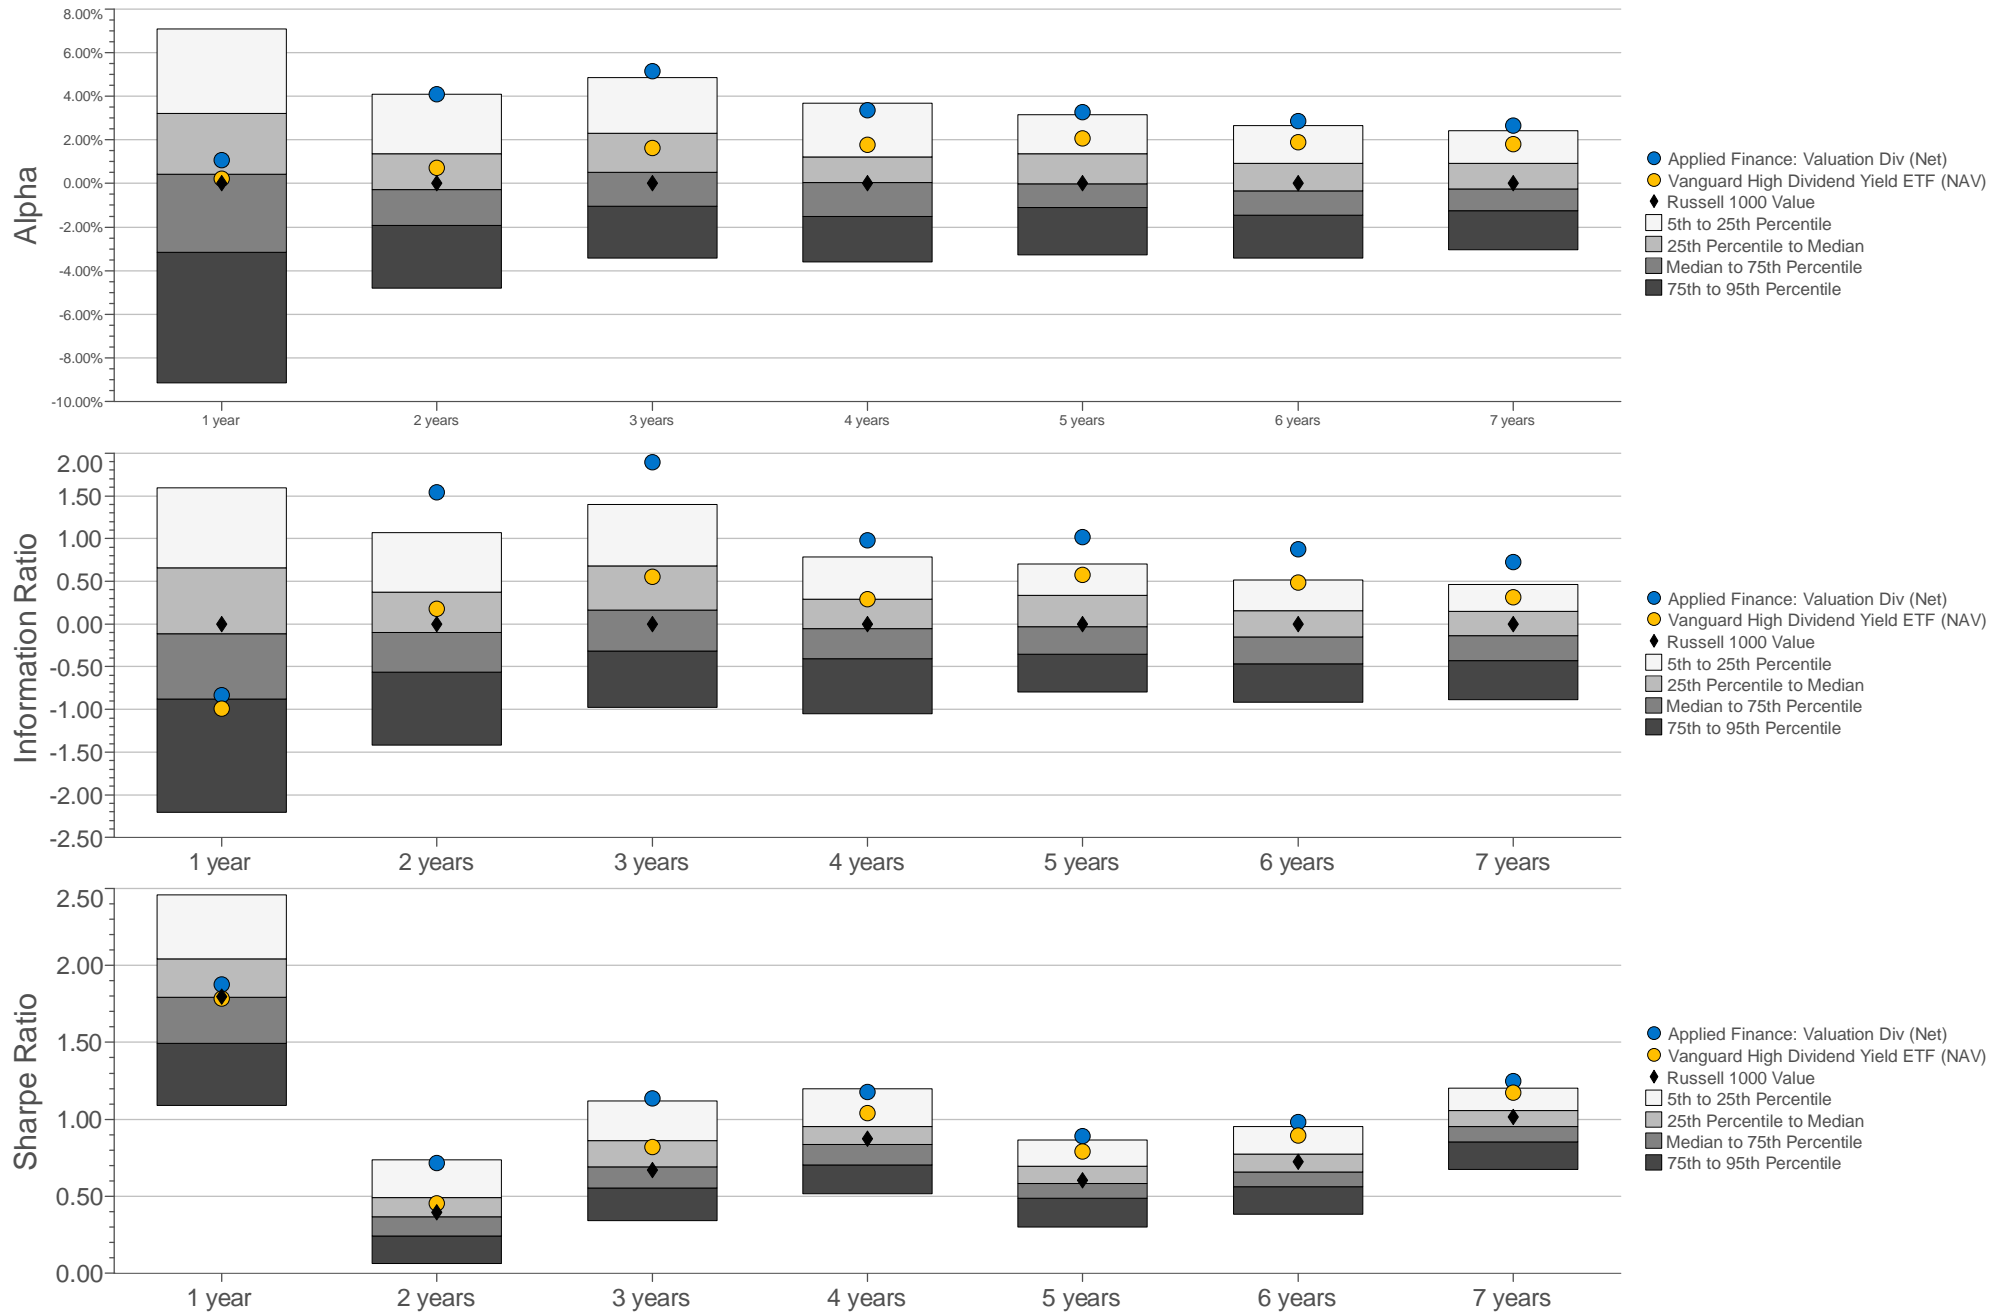 8.00%
6.00%
4.00%
2.00%
0.00%
-2.00%
-4.00%
-6.00%
-8.00%
-10.00%
Alpha
1 year
2 years
3 years
4 years
5 years
6 years
7 years
Applied Finance: Valuation Div (Net)
Vanguard High Dividend Yield ETF (NAV)
Russell 1000 Value
5th to 25th Percentile
25th Percentile to Median
Median to 75th Percentile
75th to 95th Percentile
2.00
1.50
1.00
0.50
0.00
-0.50
-1.00
-1.50
-2.00
-2.50
Information Ratio
1 year
2 years
3 years
4 years
5 years
6 years
7 years
Applied Finance: Valuation Div (Net)
Vanguard High Dividend Yield ETF (NAV)
Russell 1000 Value
5th to 25th Percentile
25th Percentile to Median
Median to 75th Percentile
75th to 95th Percentile
2.50
2.00
1.50
1.00
0.50
0.00
Sharpe Ratio
1 year
2 years
3 years
4 years
5 years
6 years
7 years
Applied Finance: Valuation Div (Net)
Vanguard High Dividend Yield ETF (NAV)
Russell 1000 Value
5th to 25th Percentile
25th Percentile to Median
Median to 75th Percentile
75th to 95th Percentile